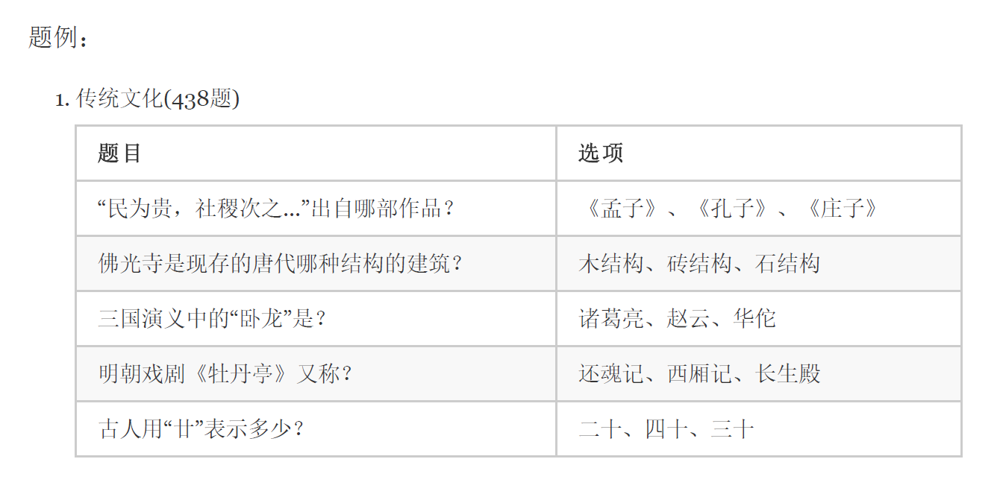 题例：
1. 传统文化(438题)
题目 选项
“民为贵，社稷次之...”出自哪部作品？ 《孟子》、《孔子》、《庄子》
佛光寺是现存的唐代哪种结构的建筑？ 木结构、砖结构、石结构
三国演义中的“卧龙”是？ 诸葛亮、赵云、华佗
明朝戏剧《牡丹亭》又称？ 还魂记、西厢记、长生殿
古人用“廿”表示多少？ 二十、四十、三十